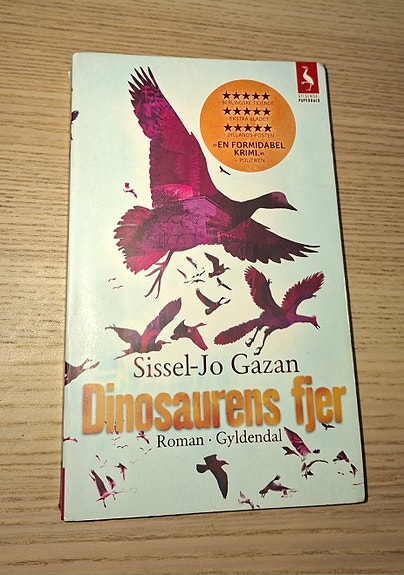 GYLDENDAL
PAPERBACK
★★★★★
BERLINGSKE TIDENDE
★★★★★
- EKSTRA BLADET
★★★★★
- JYLLANDS-POSTEN
»EN FORMIDABEL
KRIMI.«
- POLITIKEN
Sissel-Jo Gazan
Dinosaurens fjer
Roman · Gyldendal